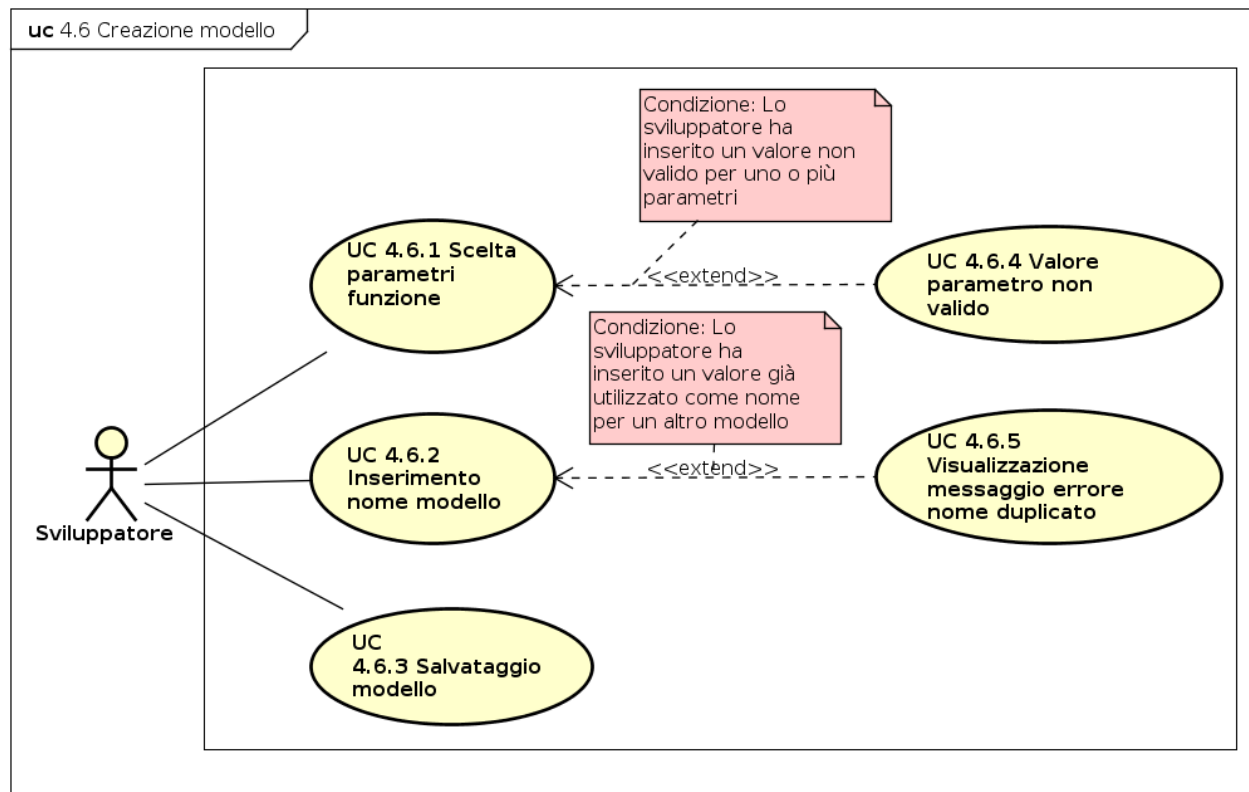 uc 4.6 Creazione modello
Condizione: Lo
sviluppatore ha
inserito un valore non
valido per uno o più
parametri
UC 4.6.1 Scelta
parametri
funzione
<<extend>>
UC 4.6.4 Valore
parametro non
valido
Condizione: Lo
sviluppatore ha
inserito un valore già
utilizzato come nome
per un altro modello
UC 4.6.2
Inserimento
nome modello
<<extend>>
UC 4.6.5
Visualizzazione
messaggio errore
nome duplicato
Sviluppatore
UC
4.6.3 Salvataggio
modello